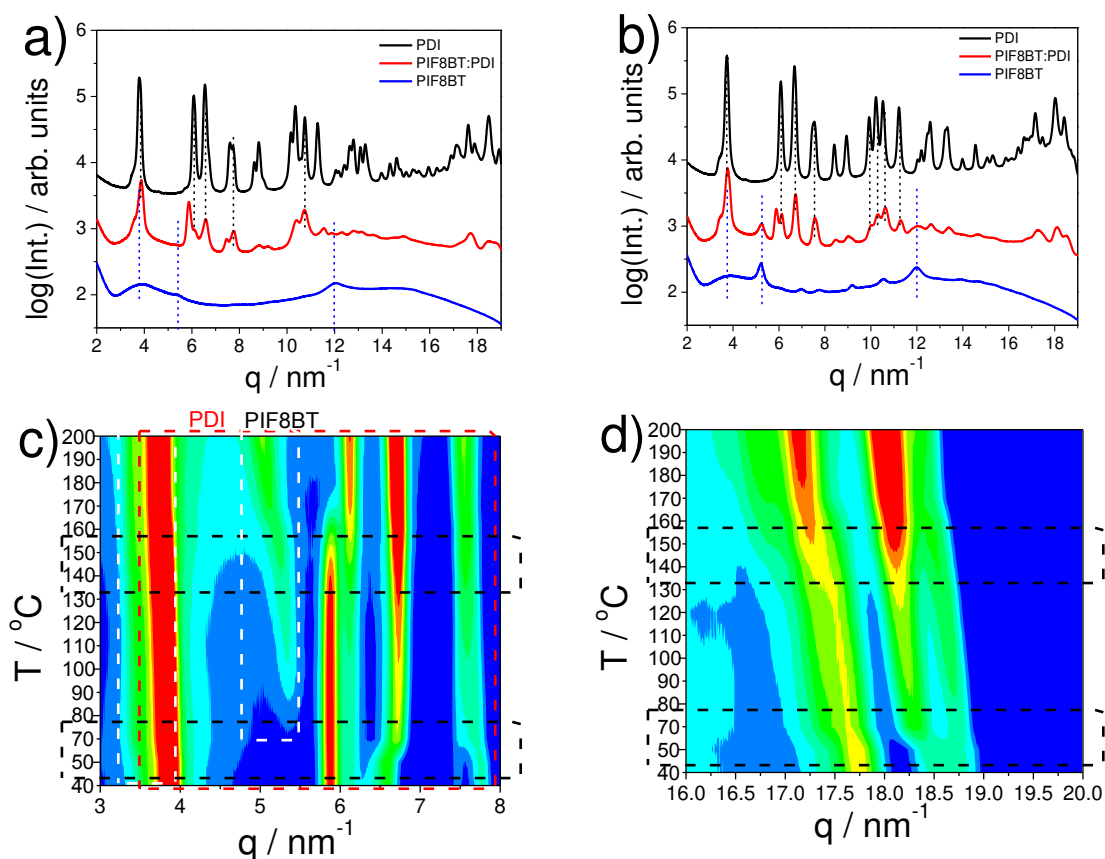 a)
PDI
PIF8BT:PDI
PIF8BT
log(Int.) / arb. units
6
5
4
3
2
2 4 6 8 10 12 14 16 18
q / nm⁻¹
b)
PDI
PIF8BT:PDI
PIF8BT
log(Int.) / arb. units
6
5
4
3
2
2 4 6 8 10 12 14 16 18
q / nm⁻¹
c)
PDI PIF8BT
T / °C
200
190
180
170
160
150
140
130
120
110
100
90
80
70
60
50
40
3 4 5 6 7 8
q / nm⁻¹
d)
T / °C
200
190
180
170
160
150
140
130
120
110
100
90
80
70
60
50
40
16.0 16.5 17.0 17.5 18.0 18.5 19.0 19.5 20.0
q / nm⁻¹